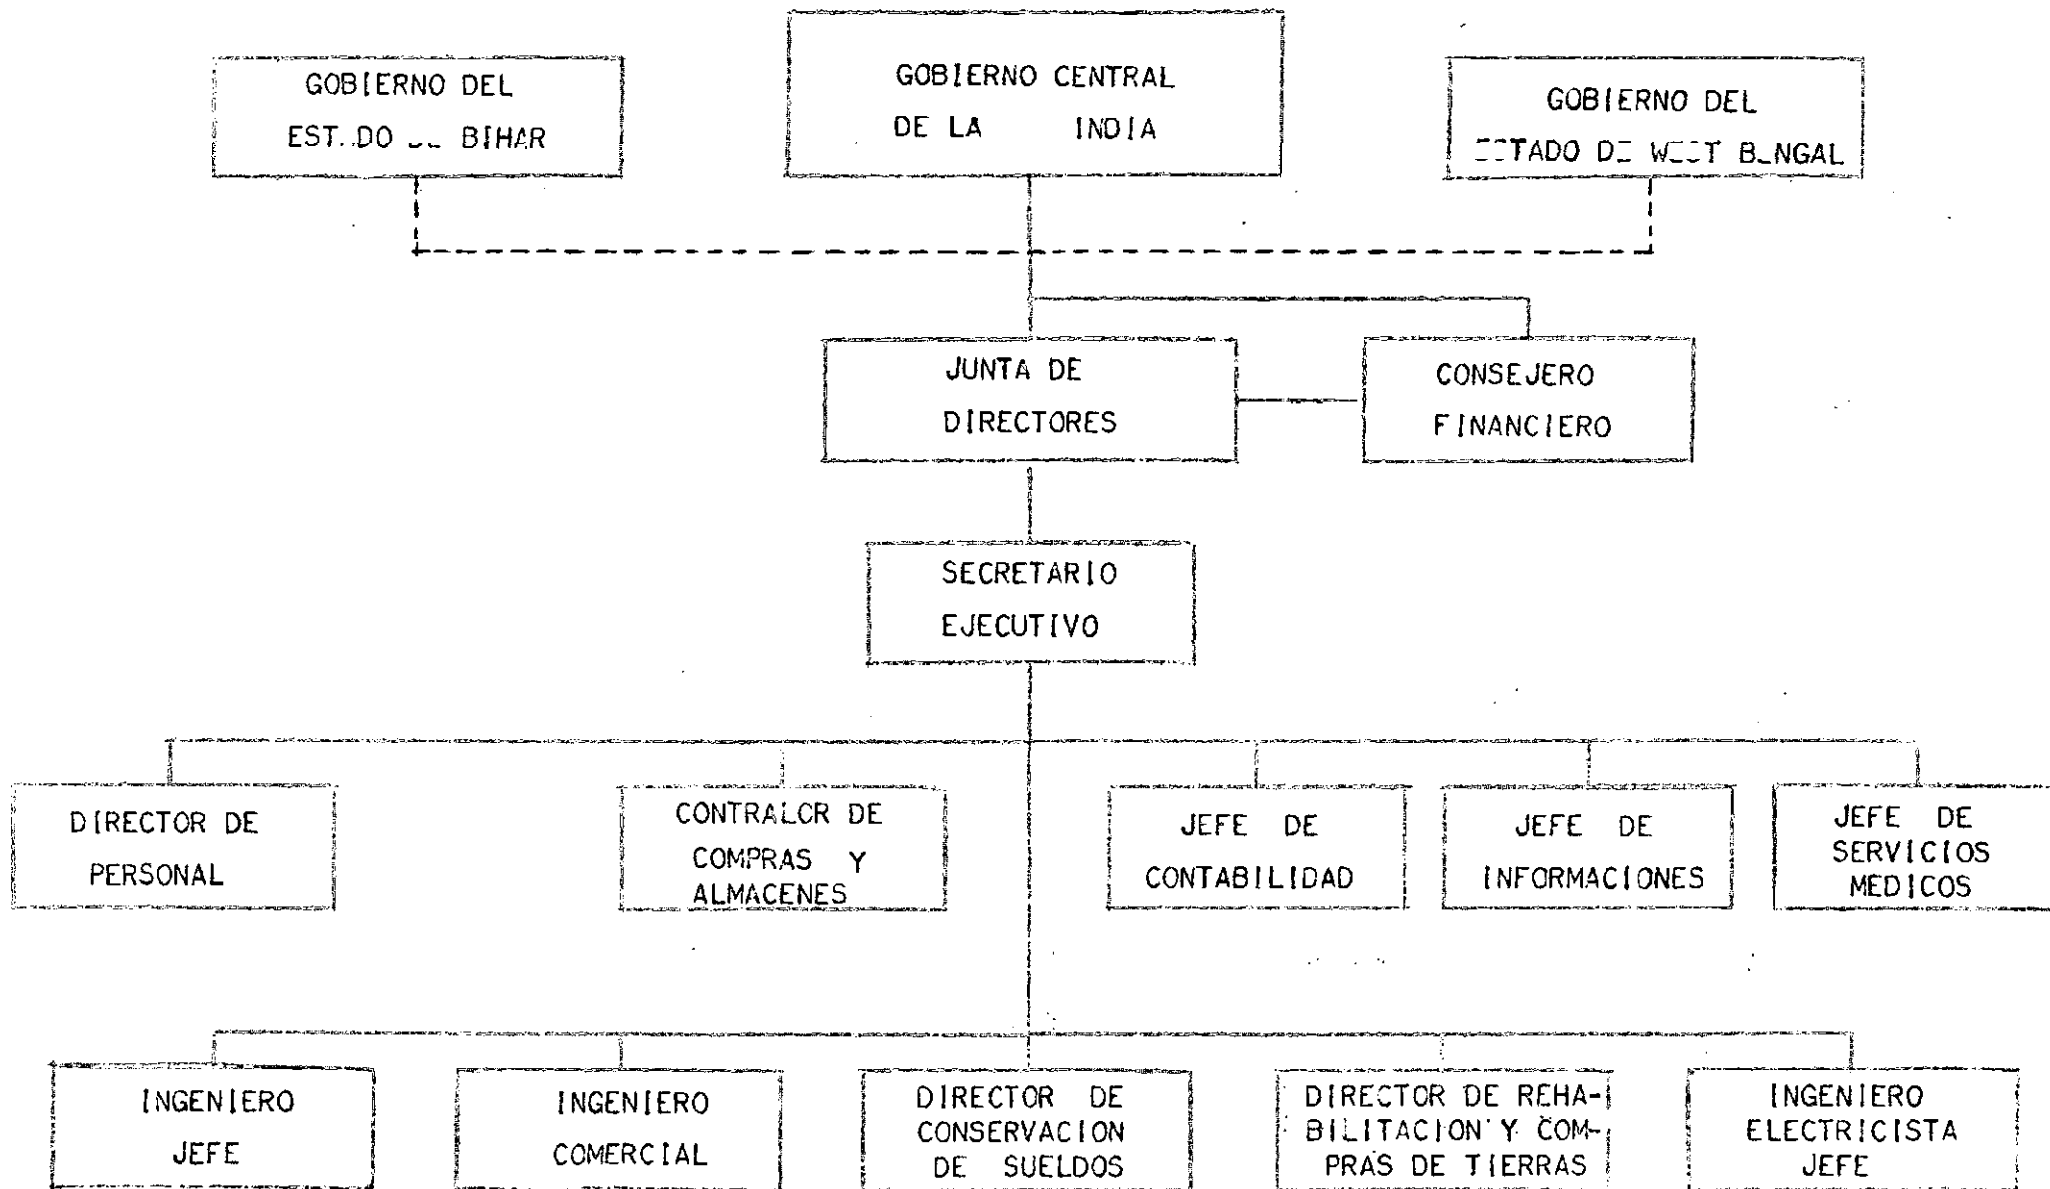 GOBIERNO DEL
BIHAR
GOBIERNO CENTRAL
DE LA INDIA
GOBIERNO DEL
JUNTA DE
DIRECTORES
CONSEJERO
FINANCIERO
SECRETARIO
EJECUTIVO
DIRECTOR DE
PERSONAL
CONTRALOR DE
COMPRAS Y
ALMACENES
JEFE DE
CONTABILIDAD
JEFE DE
INFORMACIONES
JEFE DE
SERVICIOS
MEDICOS
INGENIERO
JEFE
INGENIERO
COMERCIAL
DIRECTOR DE
CONSERVACION
DE SUELDOS
DIRECTOR DE REHA-
BILITACION Y COM-
PRAS DE TIERRAS
INGENIERO
ELECTRICISTA
JEFE